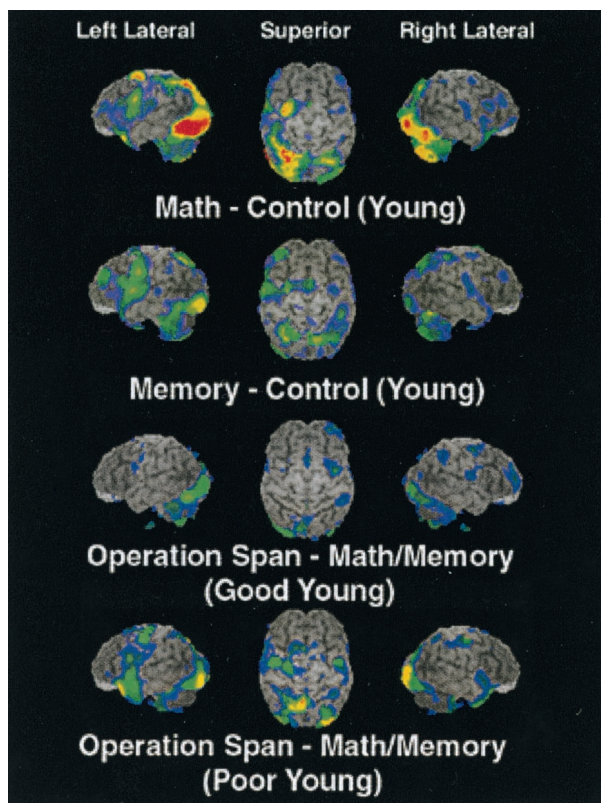 Left Lateral Superior Right Lateral
Math - Control (Young)
Memory - Control (Young)
Operation Span - Math/Memory
(Good Young)
Operation Span - Math/Memory
(Poor Young)